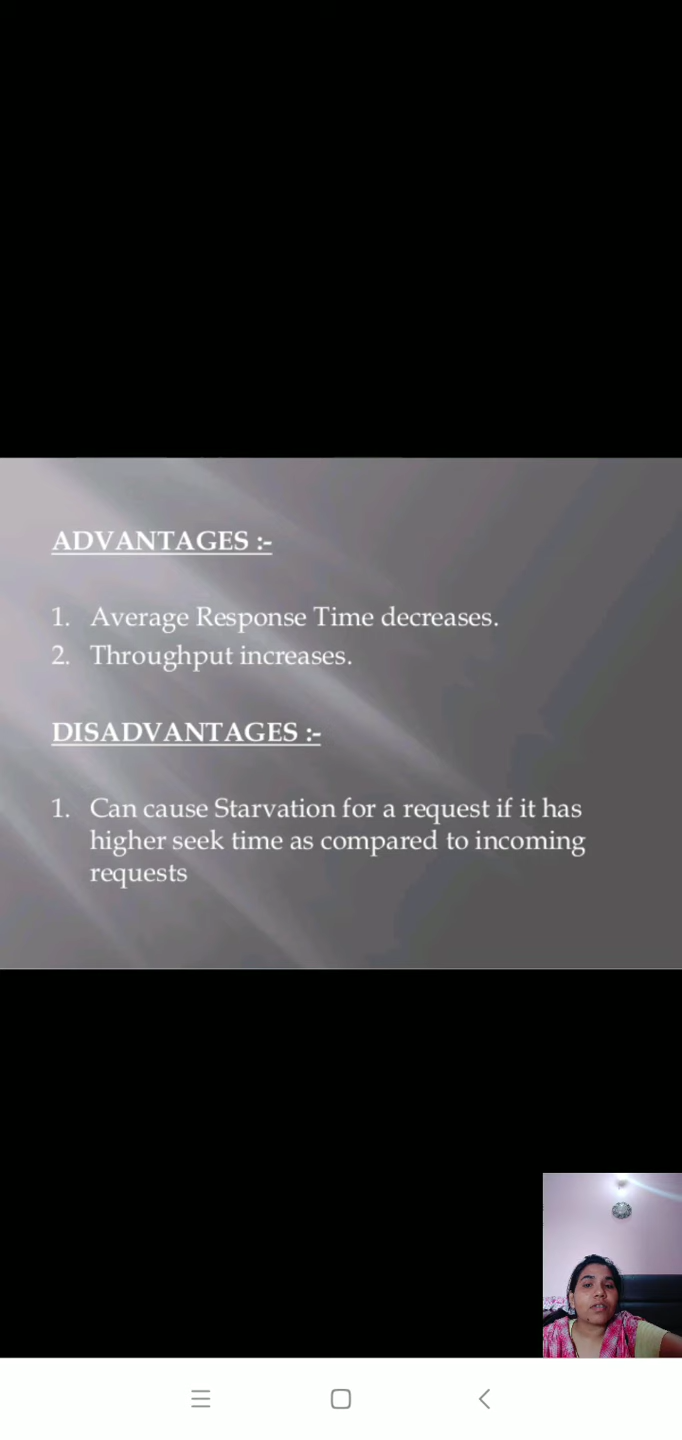 ADVANTAGES :-
1. Average Response Time decreases.
2. Throughput increases.
DISADVANTAGES :-
1. Can cause Starvation for a request if it has
higher seek time as compared to incoming
requests